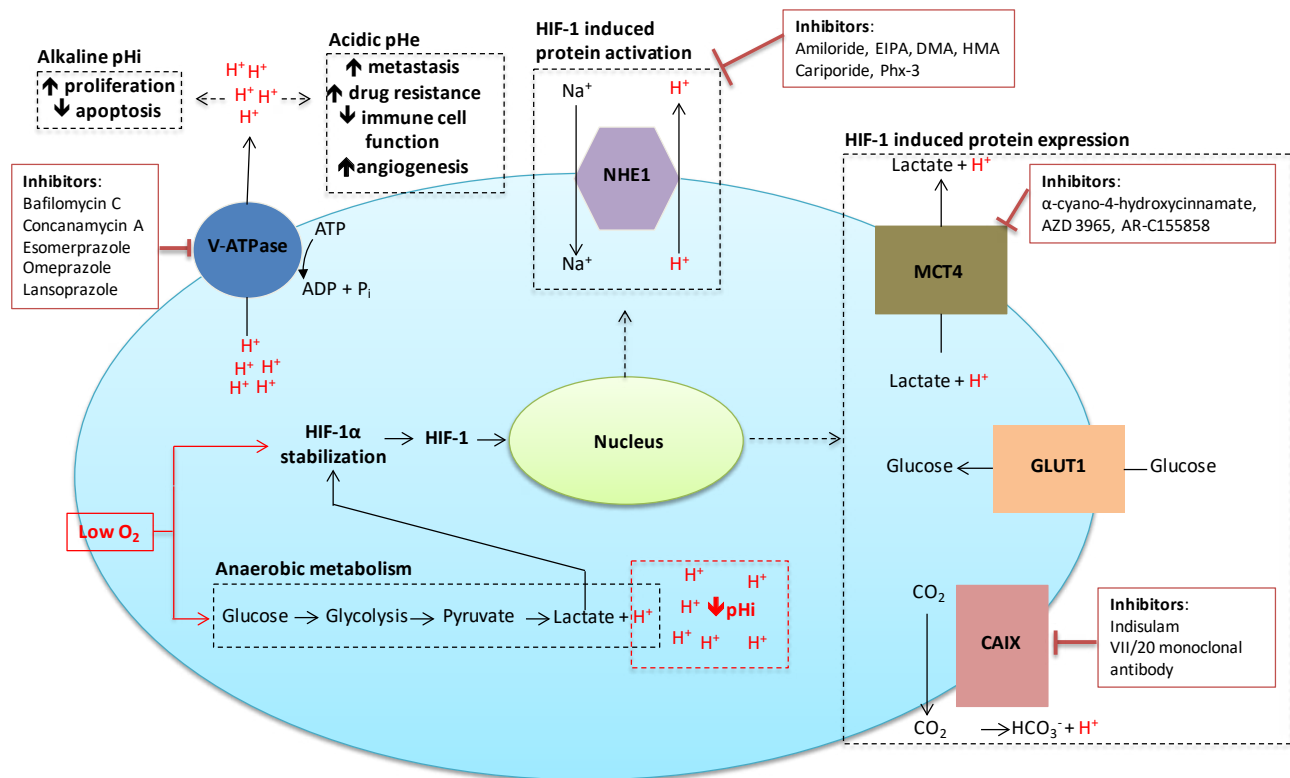 Alkaline pHi
↑ proliferation
↓ apoptosis
H⁺ H⁺
H⁺ H⁺
H⁺
Acidic pHe
↑ metastasis
↑ drug resistance
↓ immune cell
function
↑ angiogenesis
HIF-1 induced
protein activation
Na⁺
H⁺
NHE1
Na⁺
H⁺
Inhibitors:
Amiloride, EIPA, DMA, HMA
Cariporide, Phx-3
Inhibitors:
Bafilomycin C
Concanamycin A
Esomerprazole
Omeprazole
Lansoprazole
V-ATPase
ATP
ADP + Pᵢ
H⁺
H⁺ H⁺
H⁺ H⁺
HIF-1 induced protein expression
Lactate + H⁺
MCT4
Lactate + H⁺
Inhibitors:
α-cyano-4-hydroxycinnamate,
AZD 3965, AR-C155858
HIF-1α
stabilization
HIF-1
Nucleus
Glucose
GLUT1
Glucose
Low O₂
Anaerobic metabolism
Glucose
Glycolysis
Pyruvate
Lactate + H⁺
H⁺ H⁺
H⁺ ↓ pHi
H⁺ H⁺ H⁺
CO₂
CAIX
CO₂
HCO₃⁻ + H⁺
Inhibitors:
Indisulam
VII/20 monoclonal
antibody